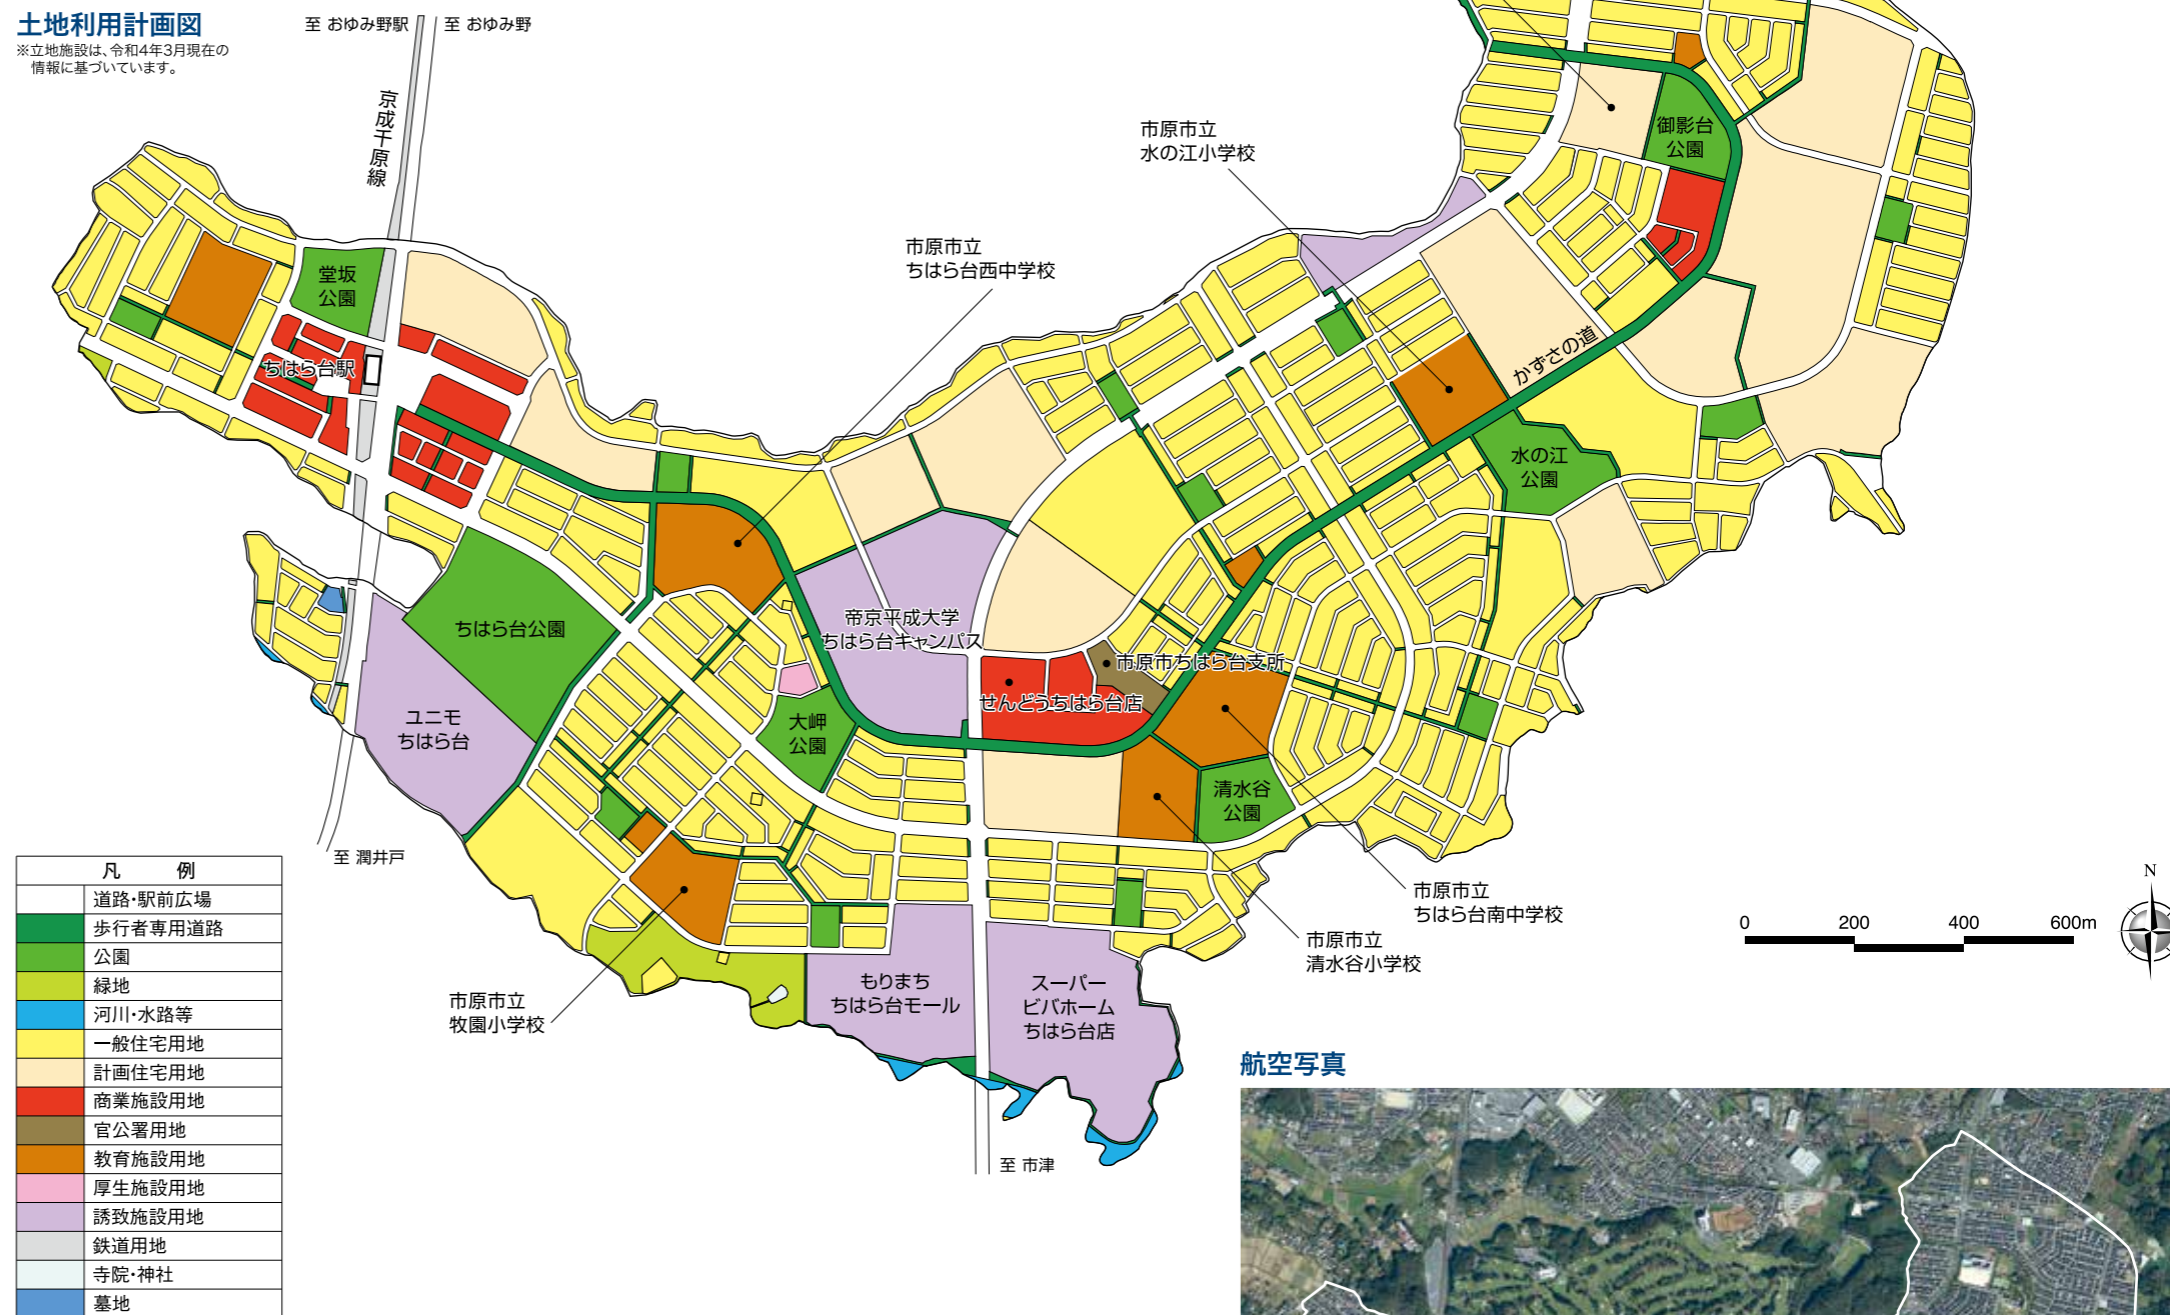 土地利用計画図
※立地施設は、令和4年3月現在の
情報に基づいています。
至 おゆみ野駅
至 おゆみ野
京成千原線
市原市立
水の江小学校
御影台
公園
市原市立
ちはら台西中学校
堂坂
公園
ちはら台駅
かずさの道
水の江
公園
ちはら台公園
帝京平成大学
ちはら台キャンパス
市原市ちはら台支所
せんどうちはら台店
ユニモ
ちはら台
大岬
公園
清水谷
公園
至 潤井戸
市原市立
ちはら台南中学校
市原市立
清水谷小学校
市原市立
牧園小学校
もりまち
ちはら台モール
スーパー
ビバホーム
ちはら台店
至 市津
凡 例
道路・駅前広場
歩行者専用道路
公園
緑地
河川・水路等
一般住宅用地
計画住宅用地
商業施設用地
官公署用地
教育施設用地
厚生施設用地
誘致施設用地
鉄道用地
寺院・神社
墓地
0 200 400 600m
N
航空写真